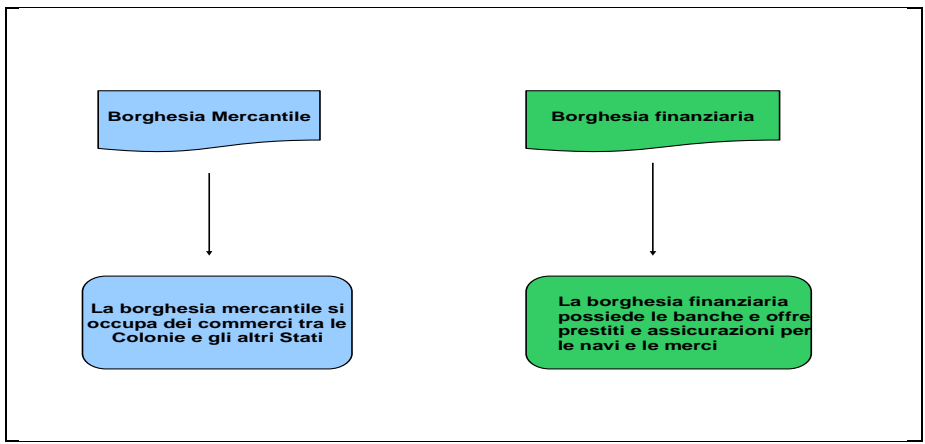 Borghesia Mercantile
Borghesia finanziaria
La borghesia mercantile si
occupa dei commerci tra le
Colonie e gli altri Stati
La borghesia finanziaria
possiede le banche e offre
prestiti e assicurazioni per
le navi e le merci